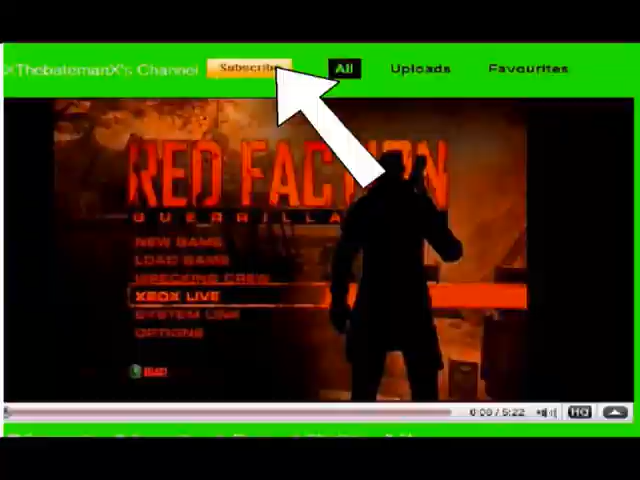 xThebatemanX's Channel
Subscribe
All
Uploads
Favourites
RED FACTION
GUERRILLA
NEW GAME
LOAD GAME
WRECKING CREW
XBOX LIVE
SYSTEM LINK
OPTIONS
SELECT
0:00 / 5:22
HQ